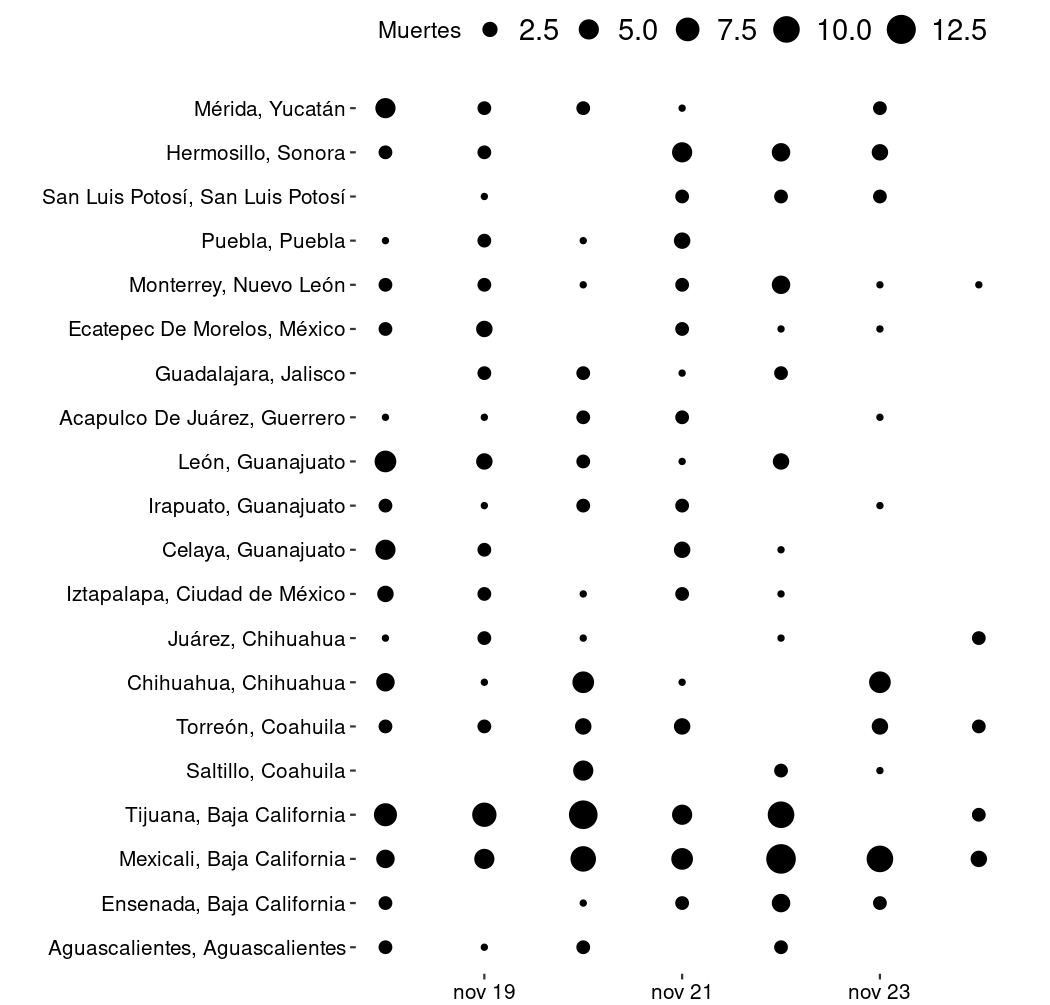 Muertes 2.5 5.0 7.5 10.0 12.5
Mérida, Yucatán
Hermosillo, Sonora
San Luis Potosí, San Luis Potosí
Puebla, Puebla
Monterrey, Nuevo León
Ecatepec De Morelos, México
Guadalajara, Jalisco
Acapulco De Juárez, Guerrero
León, Guanajuato
Irapuato, Guanajuato
Celaya, Guanajuato
Iztapalapa, Ciudad de México
Juárez, Chihuahua
Chihuahua, Chihuahua
Torreón, Coahuila
Saltillo, Coahuila
Tijuana, Baja California
Mexicali, Baja California
Ensenada, Baja California
Aguascalientes, Aguascalientes
nov 19 nov 21 nov 23